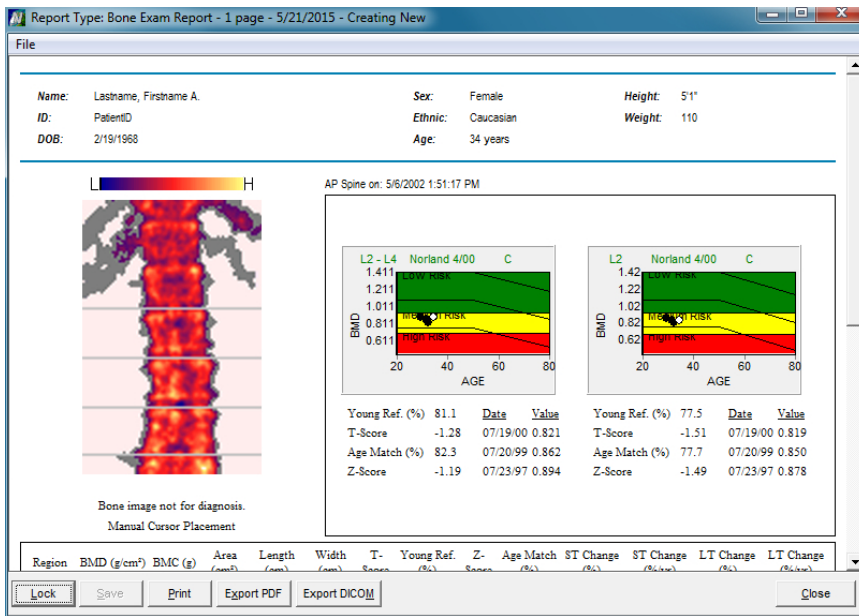 Report Type: Bone Exam Report - 1 page - 5/21/2015 - Creating New
File
Name: Lastname, Firstname A. Sex: Female Height: 5'1"
ID: PatientID Ethnic: Caucasian Weight: 110
DOB: 2/19/1968 Age: 34 years
L H
AP Spine on: 5/6/2002 1:51:17 PM
L2 - L4 Norland 4/00 C
1.411
1.211
1.011
0.811
0.611
BMD
Low Risk
Medium Risk
High Risk
20 40 60 80
AGE
L2 Norland 4/00 C
1.42
1.22
1.02
0.82
0.62
BMD
Low Risk
Medium Risk
High Risk
20 40 60 80
AGE
Young Ref. (%) 81.1 Date Value
T-Score -1.28 07/19/00 0.821
Age Match (%) 82.3 07/20/99 0.862
Z-Score -1.19 07/23/97 0.894
Young Ref. (%) 77.5 Date Value
T-Score -1.51 07/19/00 0.819
Age Match (%) 77.7 07/20/99 0.850
Z-Score -1.49 07/23/97 0.878
Bone image not for diagnosis.
Manual Cursor Placement
Region BMD (g/cm²) BMC (g) Area (cm²) Length (cm) Width (cm) T-Score Young Ref. (%) Z-Score Age Match (%) ST Change (%) ST Change (%/yr) LT Change (%) LT Change (%/yr)
Lock Save Print Export PDF Export DICOM Close